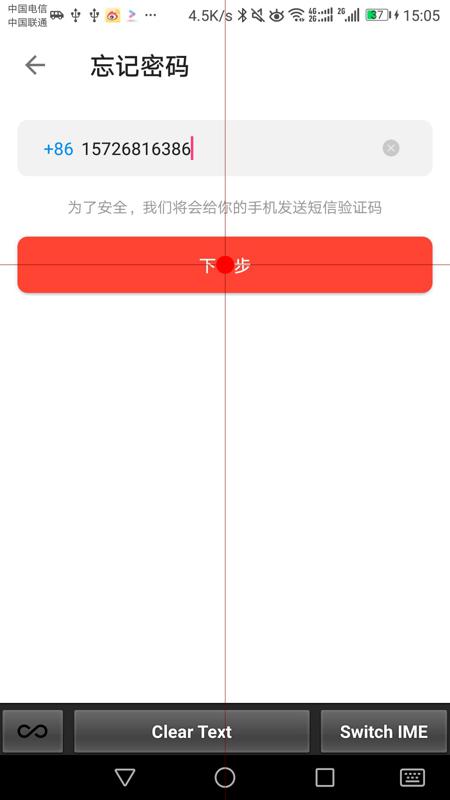 中国电信
中国联通
4.5K/s 4G 2G 2G 37 15:05
忘记密码
+86 15726816386
为了安全，我们将会给你的手机发送短信验证码
下一步
Clear Text Switch IME